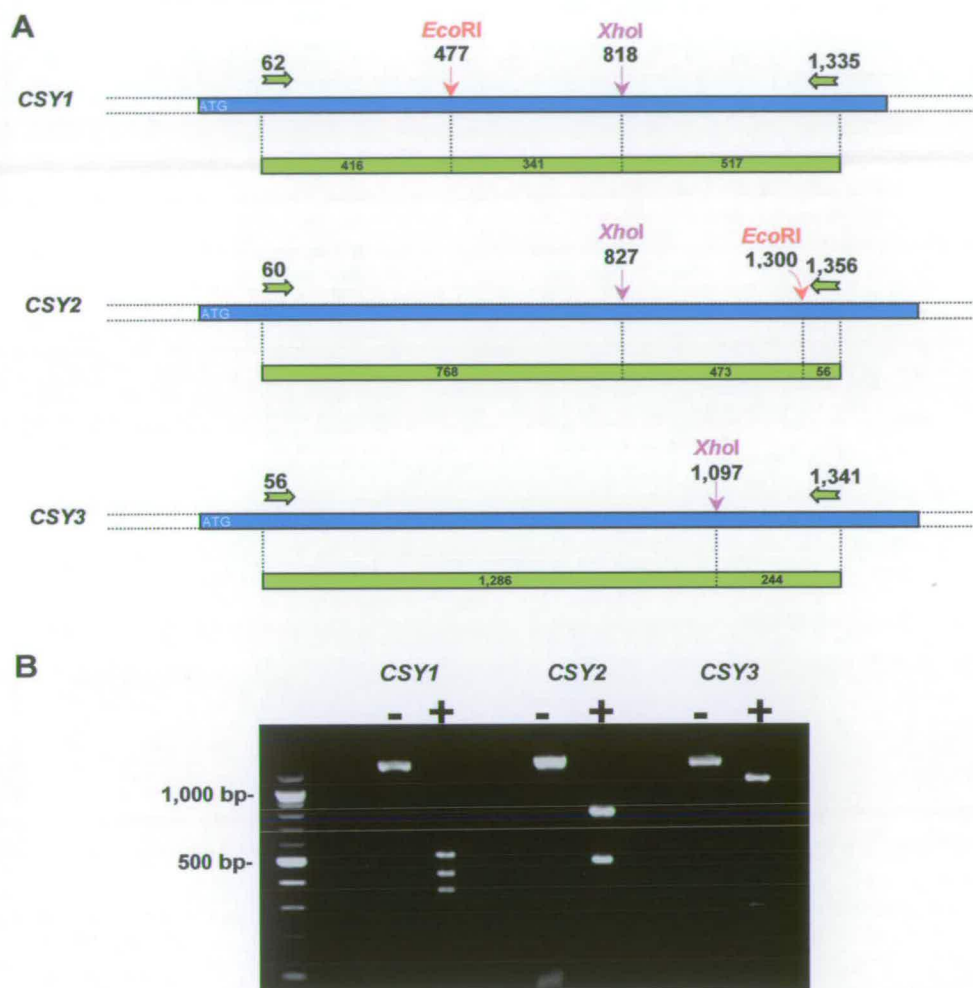 A
EcoRI XhoI
62 477 818 1,335
CSY1
ATG
416 341 517
XhoI EcoRI
60 827 1,300 1,356
CSY2
ATG
768 473 56
XhoI
56 1,097 1,341
CSY3
ATG
1,286 244
B
CSY1 CSY2 CSY3
- + - + - +
1,000 bp-
500 bp-